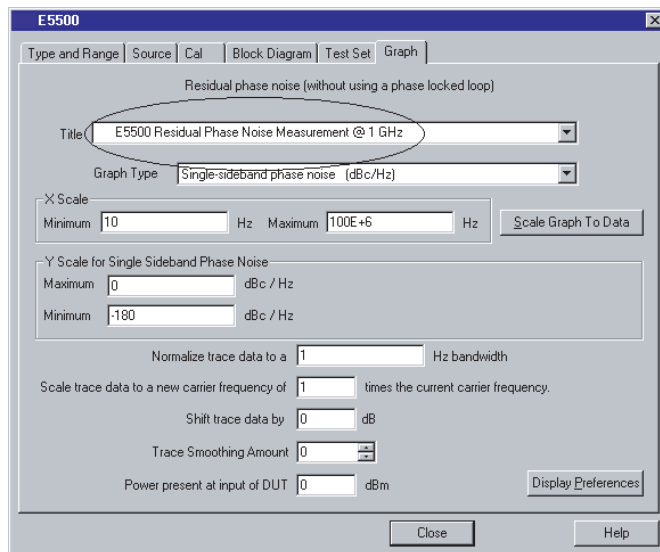 E5500
Type and Range Source Cal Block Diagram Test Set Graph
Residual phase noise (without using a phase locked loop)
Title E5500 Residual Phase Noise Measurement @ 1 GHz
Graph Type Single-sideband phase noise (dBc/Hz)
X Scale
Minimum 10 Hz Maximum 100E+6 Hz Scale Graph To Data
Y Scale for Single Sideband Phase Noise
Maximum 0 dBc / Hz
Minimum -180 dBc / Hz
Normalize trace data to a 1 Hz bandwidth
Scale trace data to a new carrier frequency of 1 times the current carrier frequency.
Shift trace data by 0 dB
Trace Smoothing Amount 0
Power present at input of DUT 0 dBm Display Preferences
Close Help